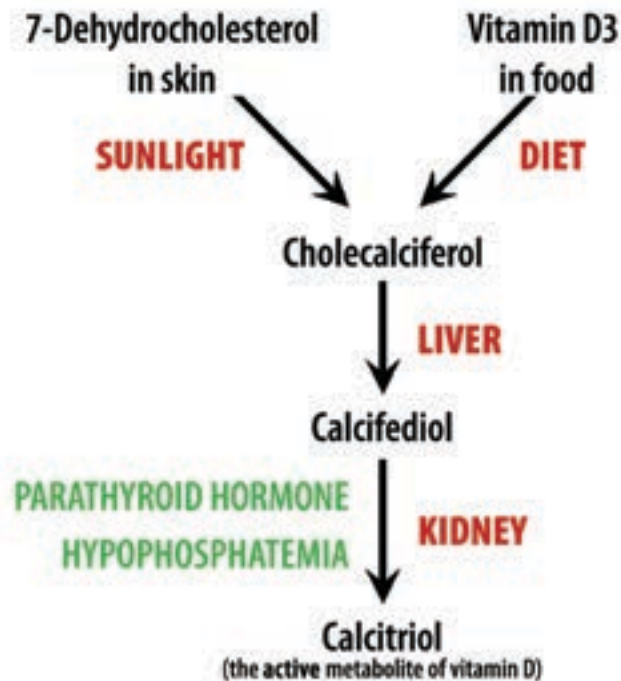 7-Dehydrocholesterol
in skin
Vitamin D3
in food
SUNLIGHT
DIET
Cholecalciferol
LIVER
Calcifediol
PARATHYROID HORMONE
HYPOPHOSPHATEMIA
KIDNEY
Calcitriol
(the active metabolite of vitamin D)